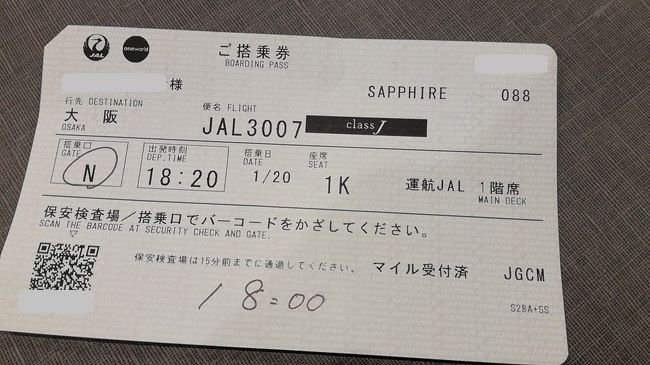 JAL oneworld
ご搭乗券
BOARDING PASS
様 SAPPHIRE 088
行先 DESTINATION 便名 FLIGHT
大阪 JAL3007 class J
OSAKA
搭乗口 GATE 出発時刻 DEP.TIME 搭乗日 DATE 座席 SEAT
N 18:20 1/20 1K 運航JAL 1階席
MAIN DECK
保安検査場/搭乗口でバーコードをかざしてください。
SCAN THE BARCODE AT SECURITY CHECK AND GATE.
保安検査場は15分前までに通過してください。 マイル受付済 JGCM
18:00
S28A+SS